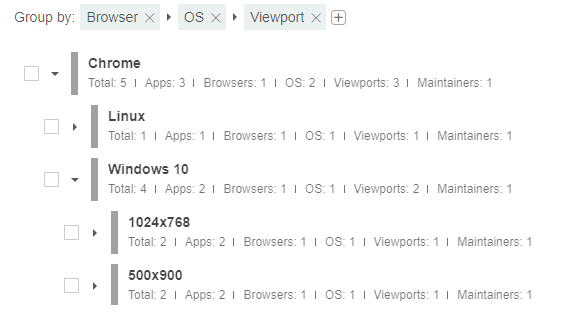 Group by: Browser × OS × Viewport × +
Chrome
Total: 5 | Apps: 3 | Browsers: 1 | OS: 2 | Viewports: 3 | Maintainers: 1
Linux
Total: 1 | Apps: 1 | Browsers: 1 | OS: 1 | Viewports: 1 | Maintainers: 1
Windows 10
Total: 4 | Apps: 2 | Browsers: 1 | OS: 1 | Viewports: 2 | Maintainers: 1
1024x768
Total: 2 | Apps: 2 | Browsers: 1 | OS: 1 | Viewports: 1 | Maintainers: 1
500x900
Total: 2 | Apps: 2 | Browsers: 1 | OS: 1 | Viewports: 1 | Maintainers: 1